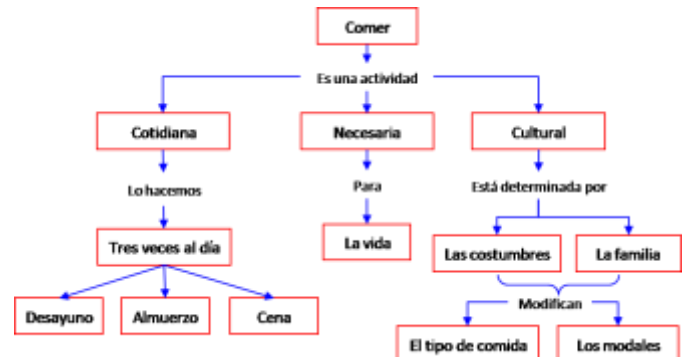 Comer
Es una actividad
Cotidiana
Necesaria
Cultural
Lo hacemos
Para
Está determinada por
Tres veces al día
La vida
Las costumbres
La familia
Desayuno
Almuerzo
Cena
Modifican
El tipo de comida
Los modales